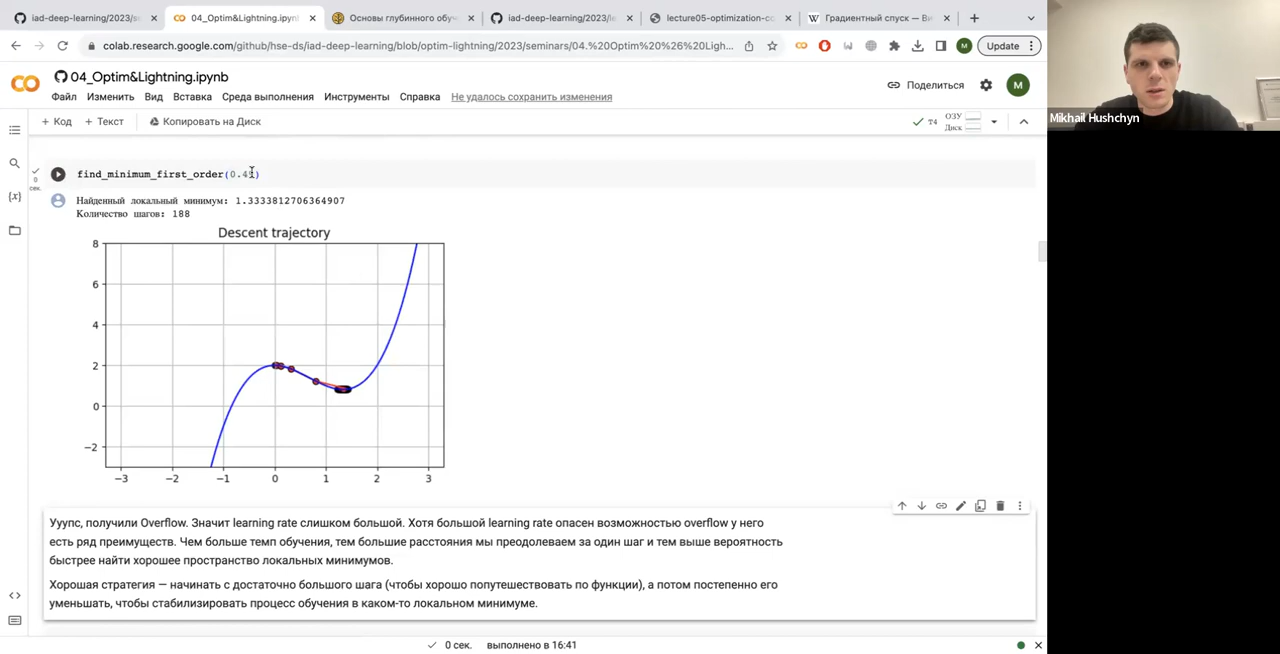 iad-deep-learning/2023/se
04_Optim&Lightning.ipynb
Основы глубинного обуч
iad-deep-learning/2023/le
lecture05-optimization-co
W Градиентный спуск — Ви
colab.research.google.com/github/hse-ds/iad-deep-learning/blob/optim-lightning/2023/seminars/04.%20Optim%20%26%20Ligh...
M
Update
04_Optim&Lightning.ipynb
Файл Изменить Вид Вставка Среда выполнения Инструменты Справка Не удалось сохранить изменения
Поделиться
M
+ Код + Текст Копировать на Диск
T4 ОЗУ
Диск
Mikhail Hushchyn
0
сек.
find_minimum_first_order(0.49)
Найденный локальный минимум: 1.3333812706364907
Количество шагов: 188
Descent trajectory
8
6
4
2
0
−2
−3 −2 −1 0 1 2 3
Ууупс, получили Overflow. Значит learning rate слишком большой. Хотя большой learning rate опасен возможностью overflow у него
есть ряд преимуществ. Чем больше темп обучения, тем большие расстояния мы преодолеваем за один шаг и тем выше вероятность
быстрее найти хорошее пространство локальных минимумов.
Хорошая стратегия — начинать с достаточно большого шага (чтобы хорошо попутешествовать по функции), а потом постепенно его
уменьшать, чтобы стабилизировать процесс обучения в каком-то локальном минимуме.
0 сек. выполнено в 16:41